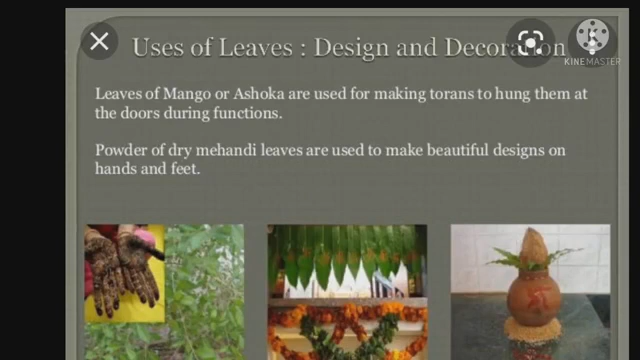 Uses of Leaves : Design and Decoration
KINEMASTER
Leaves of Mango or Ashoka are used for making torans to hung them at
the doors during functions.
Powder of dry mehandi leaves are used to make beautiful designs on
hands and feet.